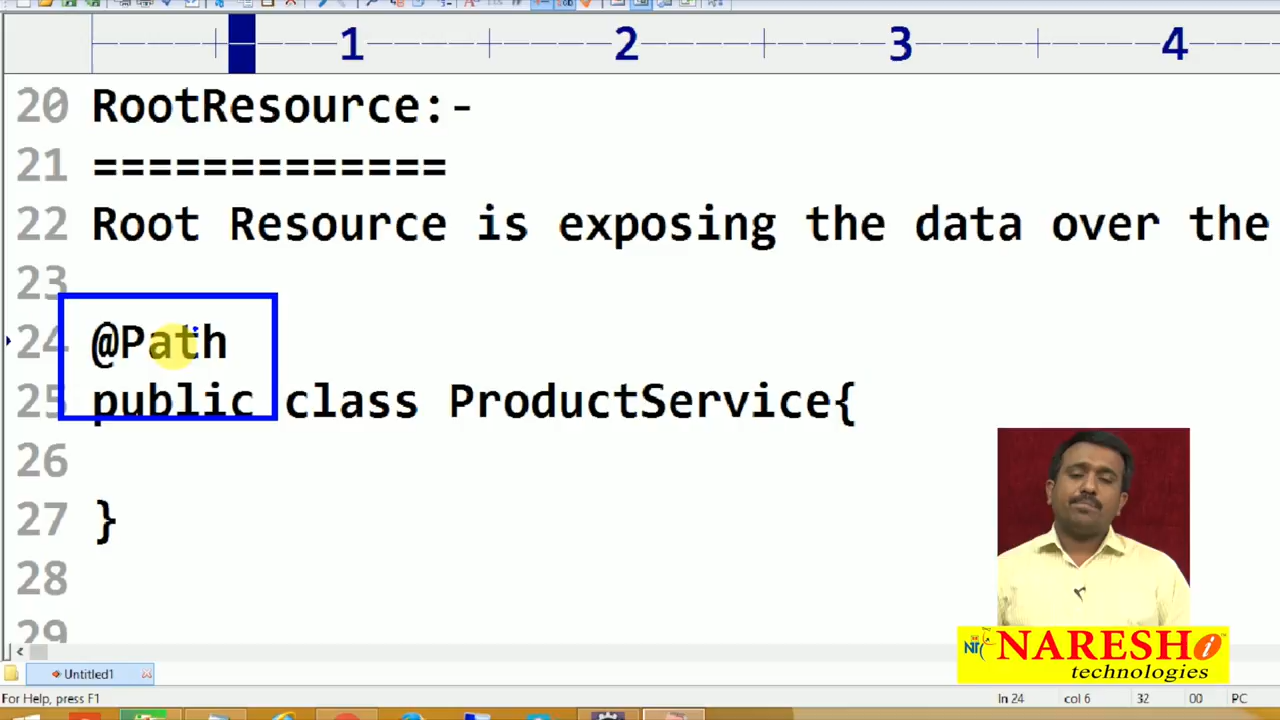 1 2 3 4
20 RootResource:-
21 =============
22 Root Resource is exposing the data over the
23
24 @Path
25 public class ProductService{
26
27 }
28
29
NARESH i
technologies
Untitled1
For Help, press F1
ln 24 col 6 32 00 PC